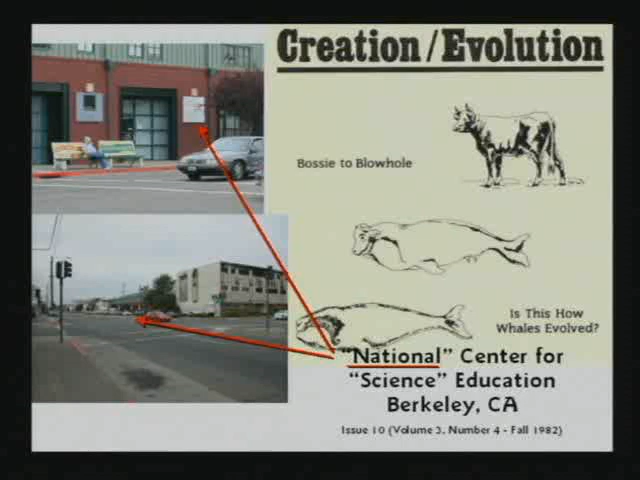 Creation/Evolution
Bossie to Blowhole
Is This How
Whales Evolved?
"National" Center for
"Science" Education
Berkeley, CA
Issue 10 (Volume 3, Number 4 - Fall 1982)